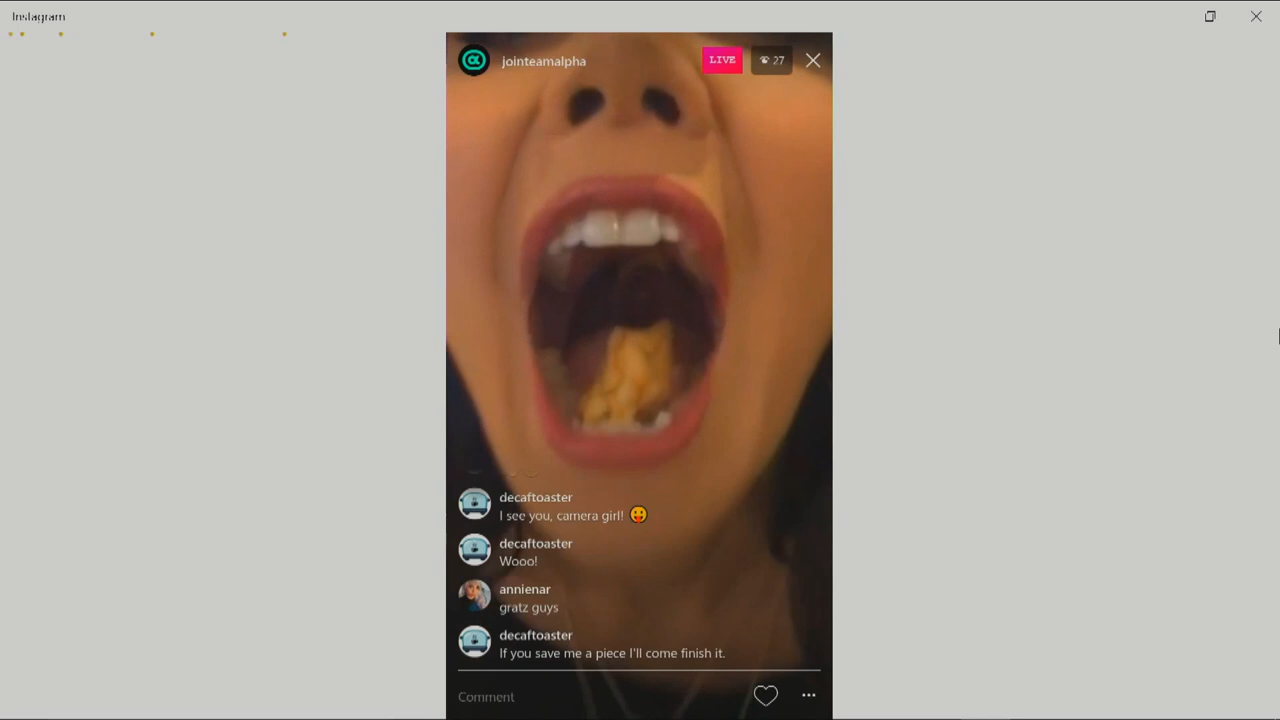 Instagram
jointeamalpha
LIVE
27
decaftoaster
I see you, camera girl! 😛
decaftoaster
Wooo!
annienar
gratz guys
decaftoaster
If you save me a piece I'll come finish it.
Comment